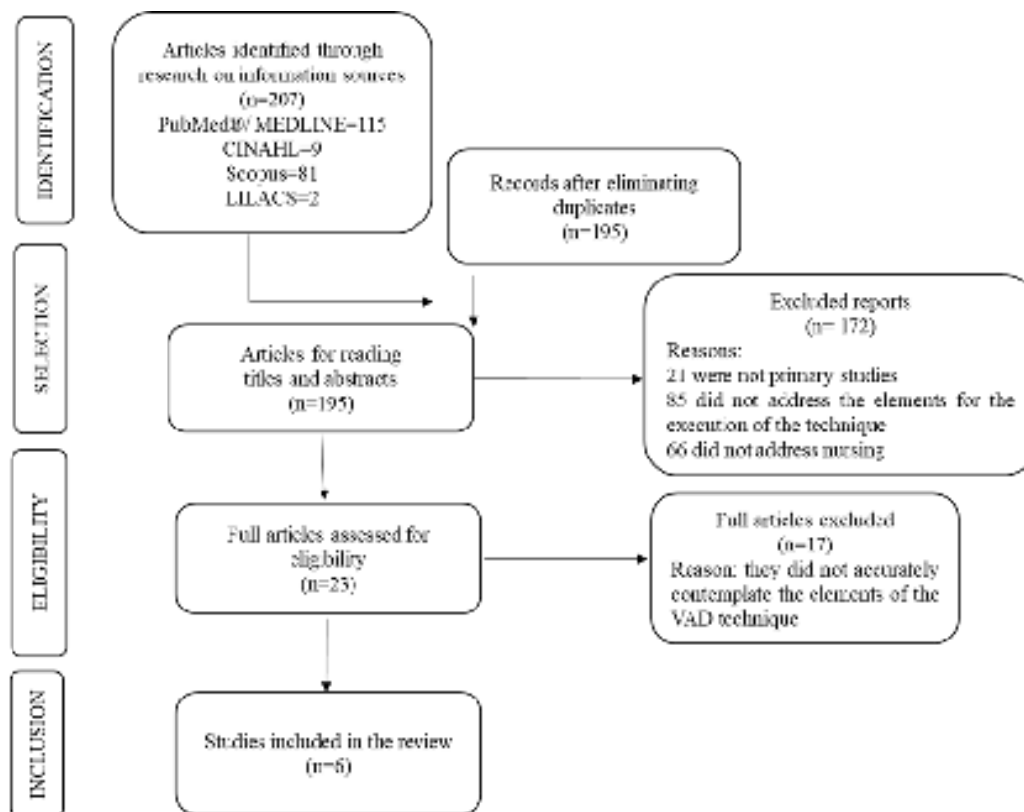 IDENTIFICATION
Articles identified through
research on information sources
(n=207)
PubMed®/ MEDLINE=115
CINAHL=9
Scopus=81
LILACS=2
Records after eliminating
duplicates
(n=195)
SELECTION
Articles for reading
titles and abstracts
(n=195)
Excluded reports
(n= 172)
Reasons:
21 were not primary studies
85 did not address the elements for the
execution of the technique
66 did not address nursing
ELIGIBILITY
Full articles assessed for
eligibility
(n=23)
Full articles excluded
(n=17)
Reason: they did not accurately
contemplate the elements of the
VAD technique
INCLUSION
Studies included in the review
(n=6)